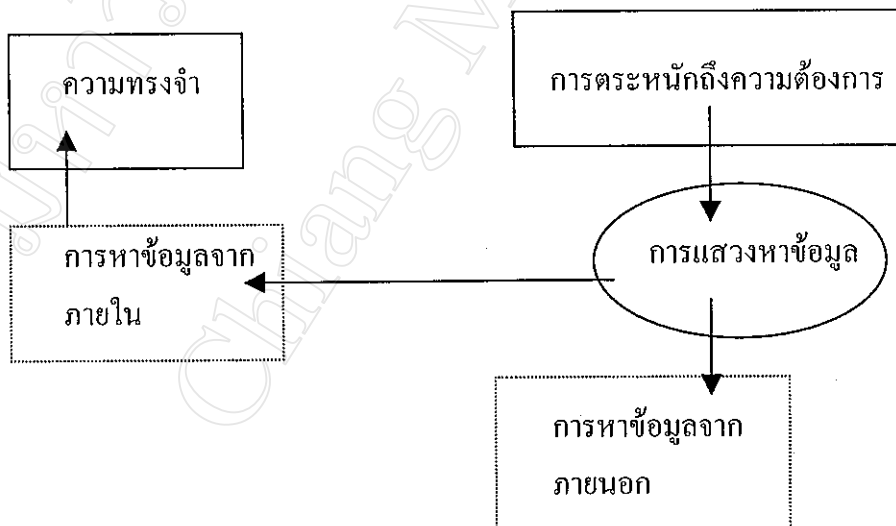 ความทรงจำ
การตระหนักถึงความต้องการ
การหาข้อมูลจาก
ภายใน
การแสวงหาข้อมูล
การหาข้อมูลจาก
ภายนอก
Chiang M